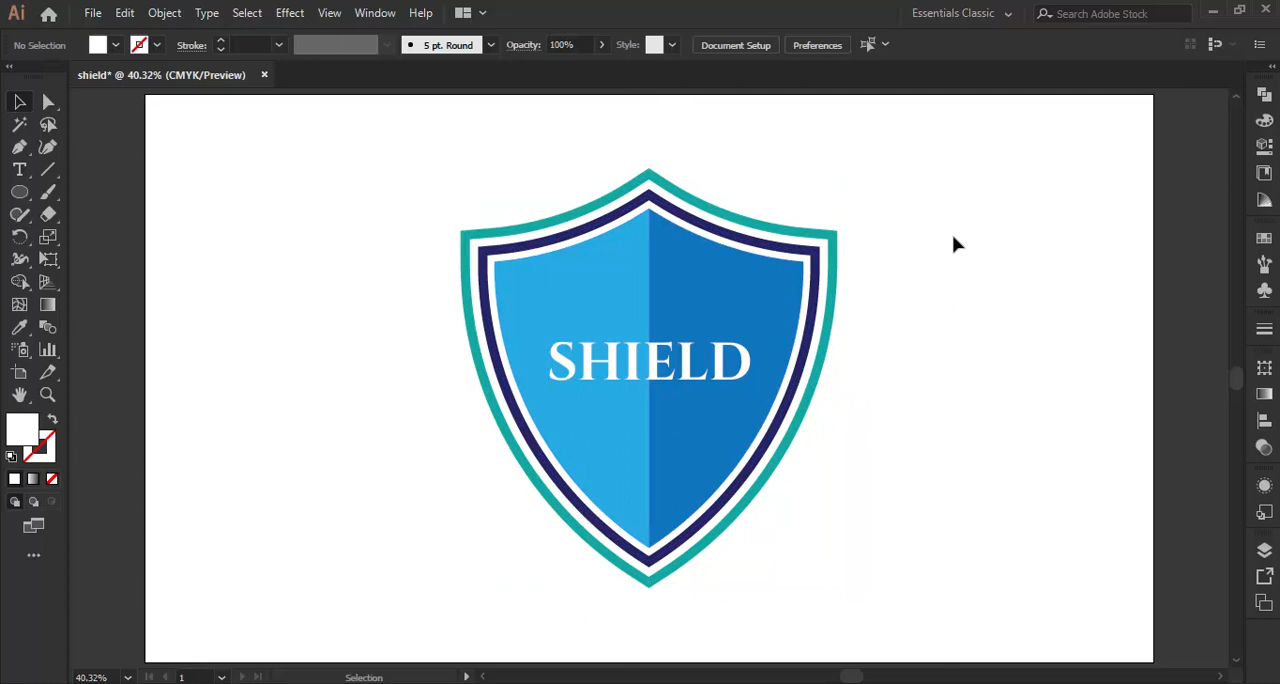 Ai File Edit Object Type Select Effect View Window Help Essentials Classic Search Adobe Stock
No Selection Stroke: 5 pt. Round Opacity: 100% Style: Document Setup Preferences
shield* @ 40.32% (CMYK/Preview) ×
T
SHIELD
40.32% 1 Selection